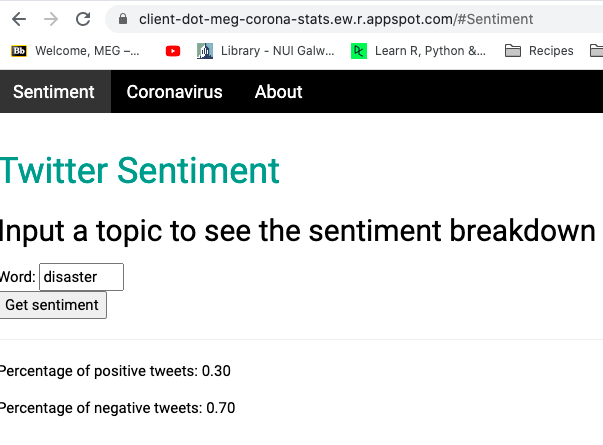 client-dot-meg-corona-stats.ew.r.appspot.com/#Sentiment
Bb Welcome, MEG –... Library - NUI Galw... Learn R, Python &... Recipes
Sentiment Coronavirus About
Twitter Sentiment
Input a topic to see the sentiment breakdown
Word: disaster
Get sentiment
Percentage of positive tweets: 0.30
Percentage of negative tweets: 0.70